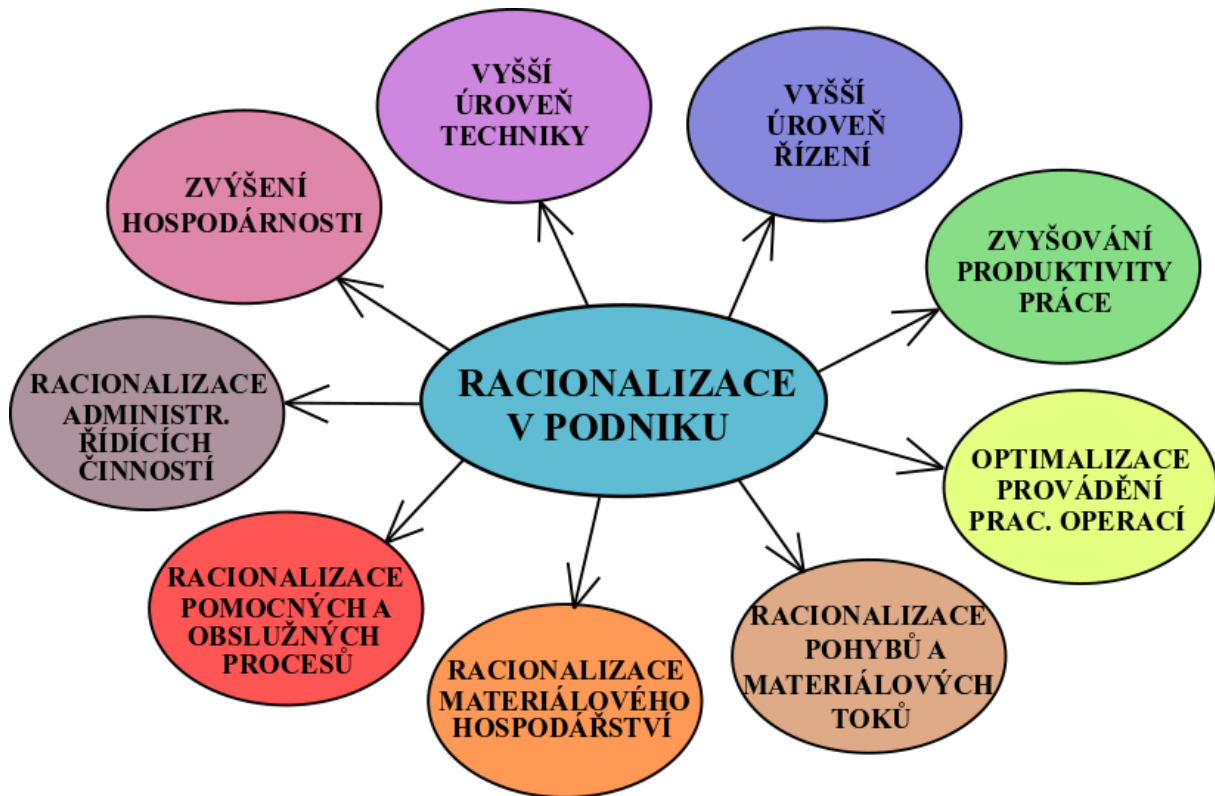 VYŠŠÍ
ÚROVEŇ
TECHNIKY
VYŠŠÍ
ÚROVEŇ
ŘÍZENÍ
ZVÝŠENÍ
HOSPODÁRNOSTI
ZVYŠOVÁNÍ
PRODUKTIVITY
PRÁCE
RACIONALIZACE
V PODNIKU
RACIONALIZACE
ADMINISTR.
ŘÍDÍCÍCH
ČINNOSTÍ
OPTIMALIZACE
PROVÁDĚNÍ
PRAC. OPERACÍ
RACIONALIZACE
POMOCNÝCH A
OBSLUŽNÝCH
PROCESŮ
RACIONALIZACE
MATERIÁLOVÉHO
HOSPODÁŘSTVÍ
RACIONALIZACE
POHYBŮ A
MATERIÁLOVÝCH
TOKŮ